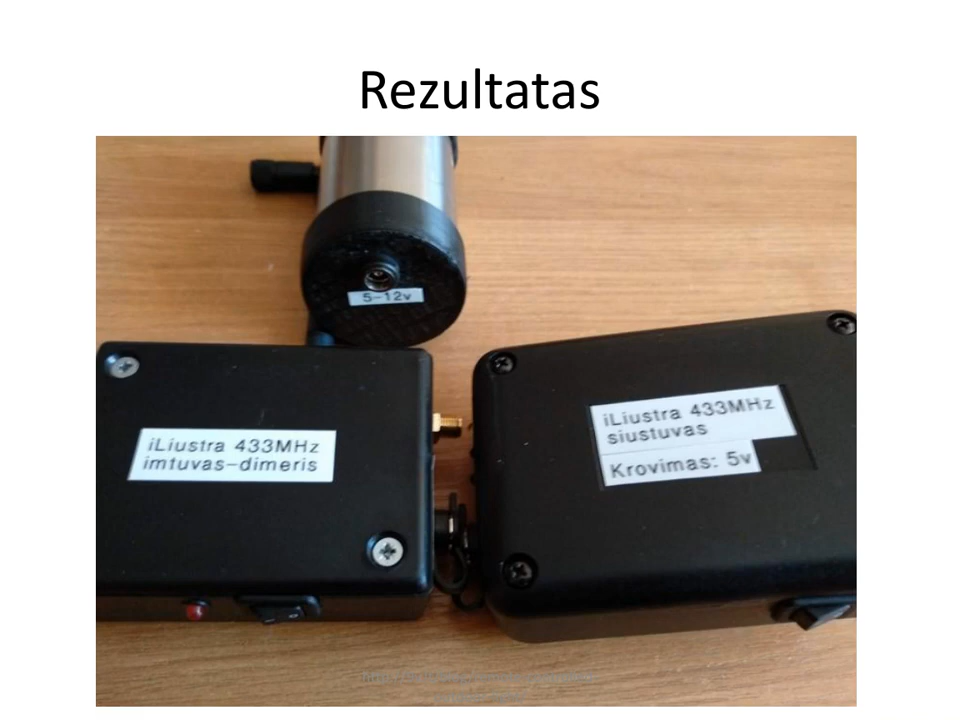 Rezultatas
5-12v
iLiustra 433MHz
imtuvas-dimeris
iLiustra 433MHz
siustuvas
Krovimas: 5v